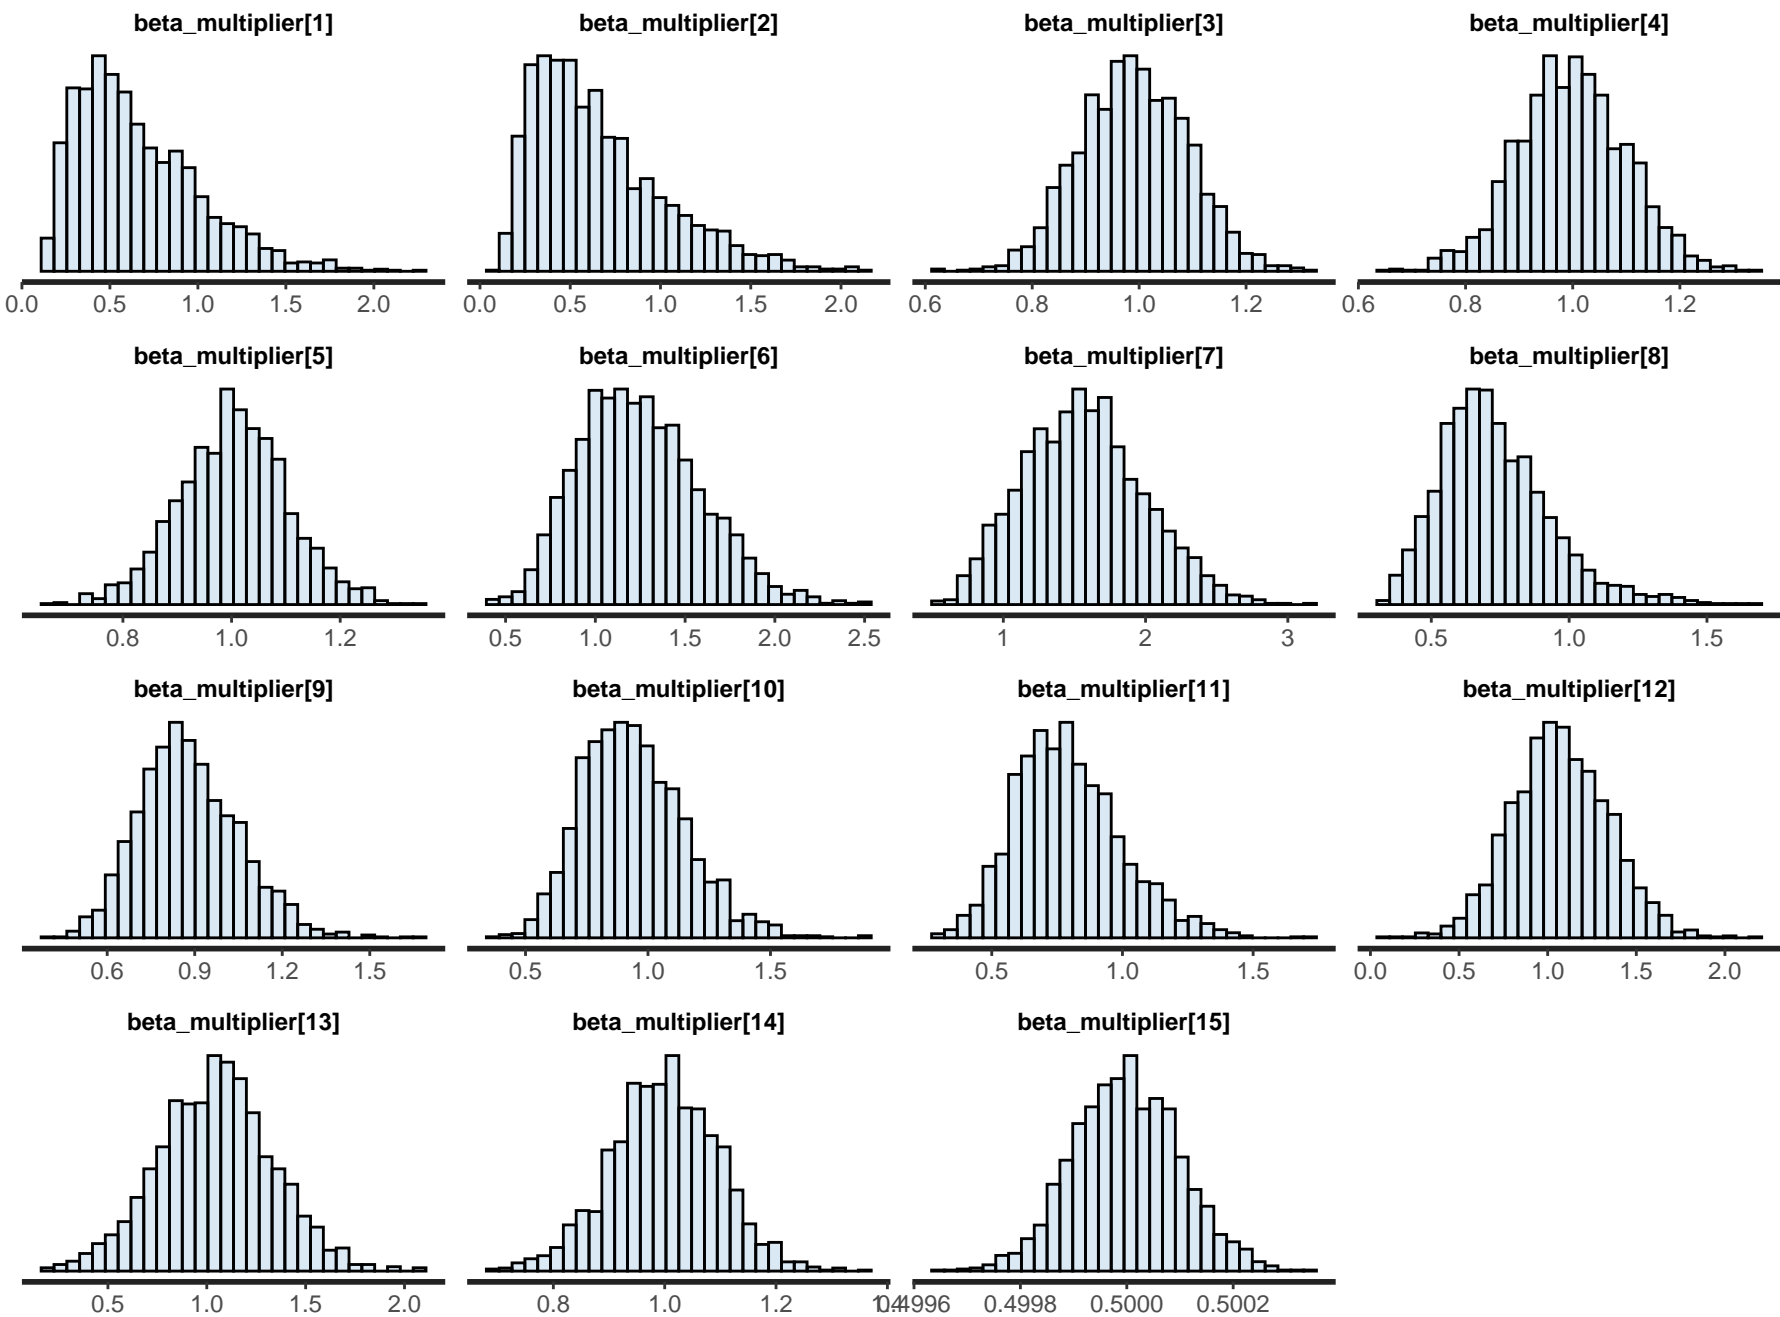 beta_multiplier[1] beta_multiplier[2] beta_multiplier[3] beta_multiplier[4]
0.0 0.5 1.0 1.5 2.0 0.0 0.5 1.0 1.5 2.0 0.6 0.8 1.0 1.2 0.6 0.8 1.0 1.2
beta_multiplier[5] beta_multiplier[6] beta_multiplier[7] beta_multiplier[8]
0.8 1.0 1.2 0.5 1.0 1.5 2.0 2.5 1 2 3 0.5 1.0 1.5
beta_multiplier[9] beta_multiplier[10] beta_multiplier[11] beta_multiplier[12]
0.6 0.9 1.2 1.5 0.5 1.0 1.5 0.5 1.0 1.5 0.0 0.5 1.0 1.5 2.0
beta_multiplier[13] beta_multiplier[14] beta_multiplier[15]
0.5 1.0 1.5 2.0 0.8 1.0 1.2 1.4 0.4996 0.4998 0.5000 0.5002